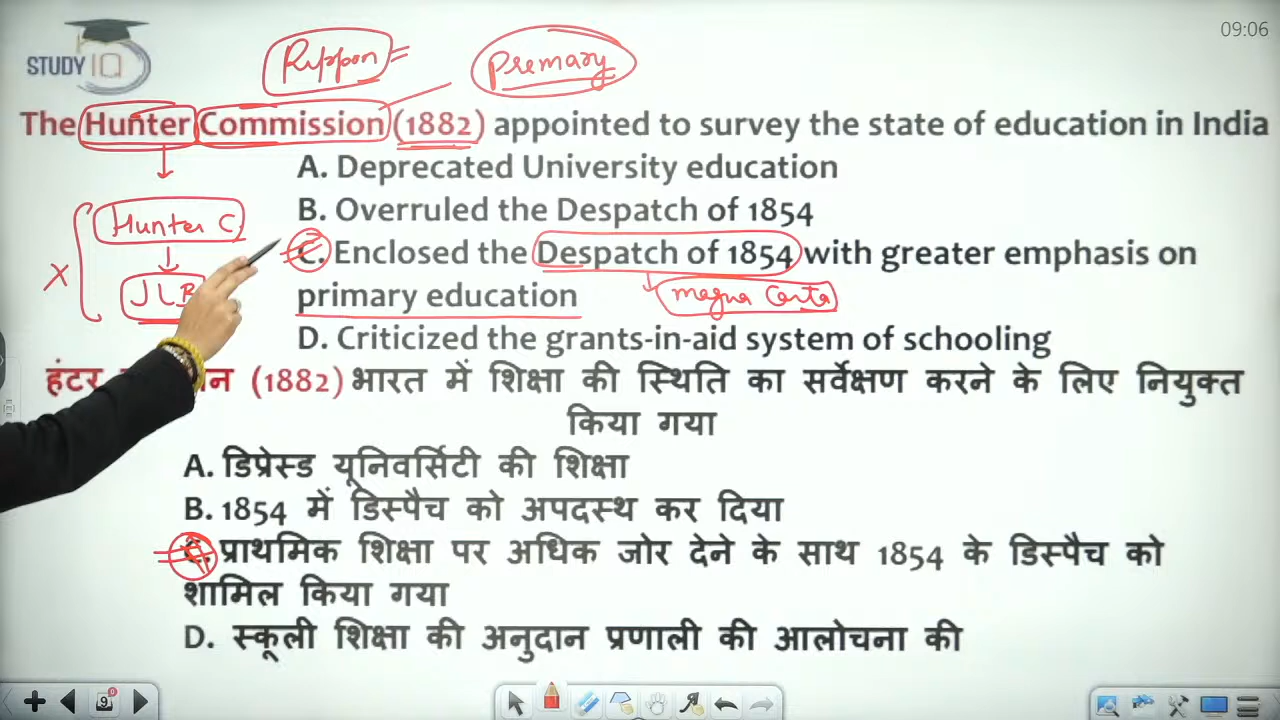 STUDY IQ
09:06
Rippon
Premary
The Hunter Commission (1882) appointed to survey the state of education in India
A. Deprecated University education
B. Overruled the Despatch of 1854
C. Enclosed the Despatch of 1854 with greater emphasis on
primary education
D. Criticized the grants-in-aid system of schooling
Hunter C
JLB
magna Carta
X
हंटर (1882) भारत में शिक्षा की स्थिति का सर्वेक्षण करने के लिए नियुक्त
किया गया
A. डिप्रेस्ड यूनिवर्सिटी की शिक्षा
B. 1854 में डिस्पैच को अपदस्थ कर दिया
C. प्राथमिक शिक्षा पर अधिक जोर देने के साथ 1854 के डिस्पैच को
शामिल किया गया
D. स्कूली शिक्षा की अनुदान प्रणाली की आलोचना की
9